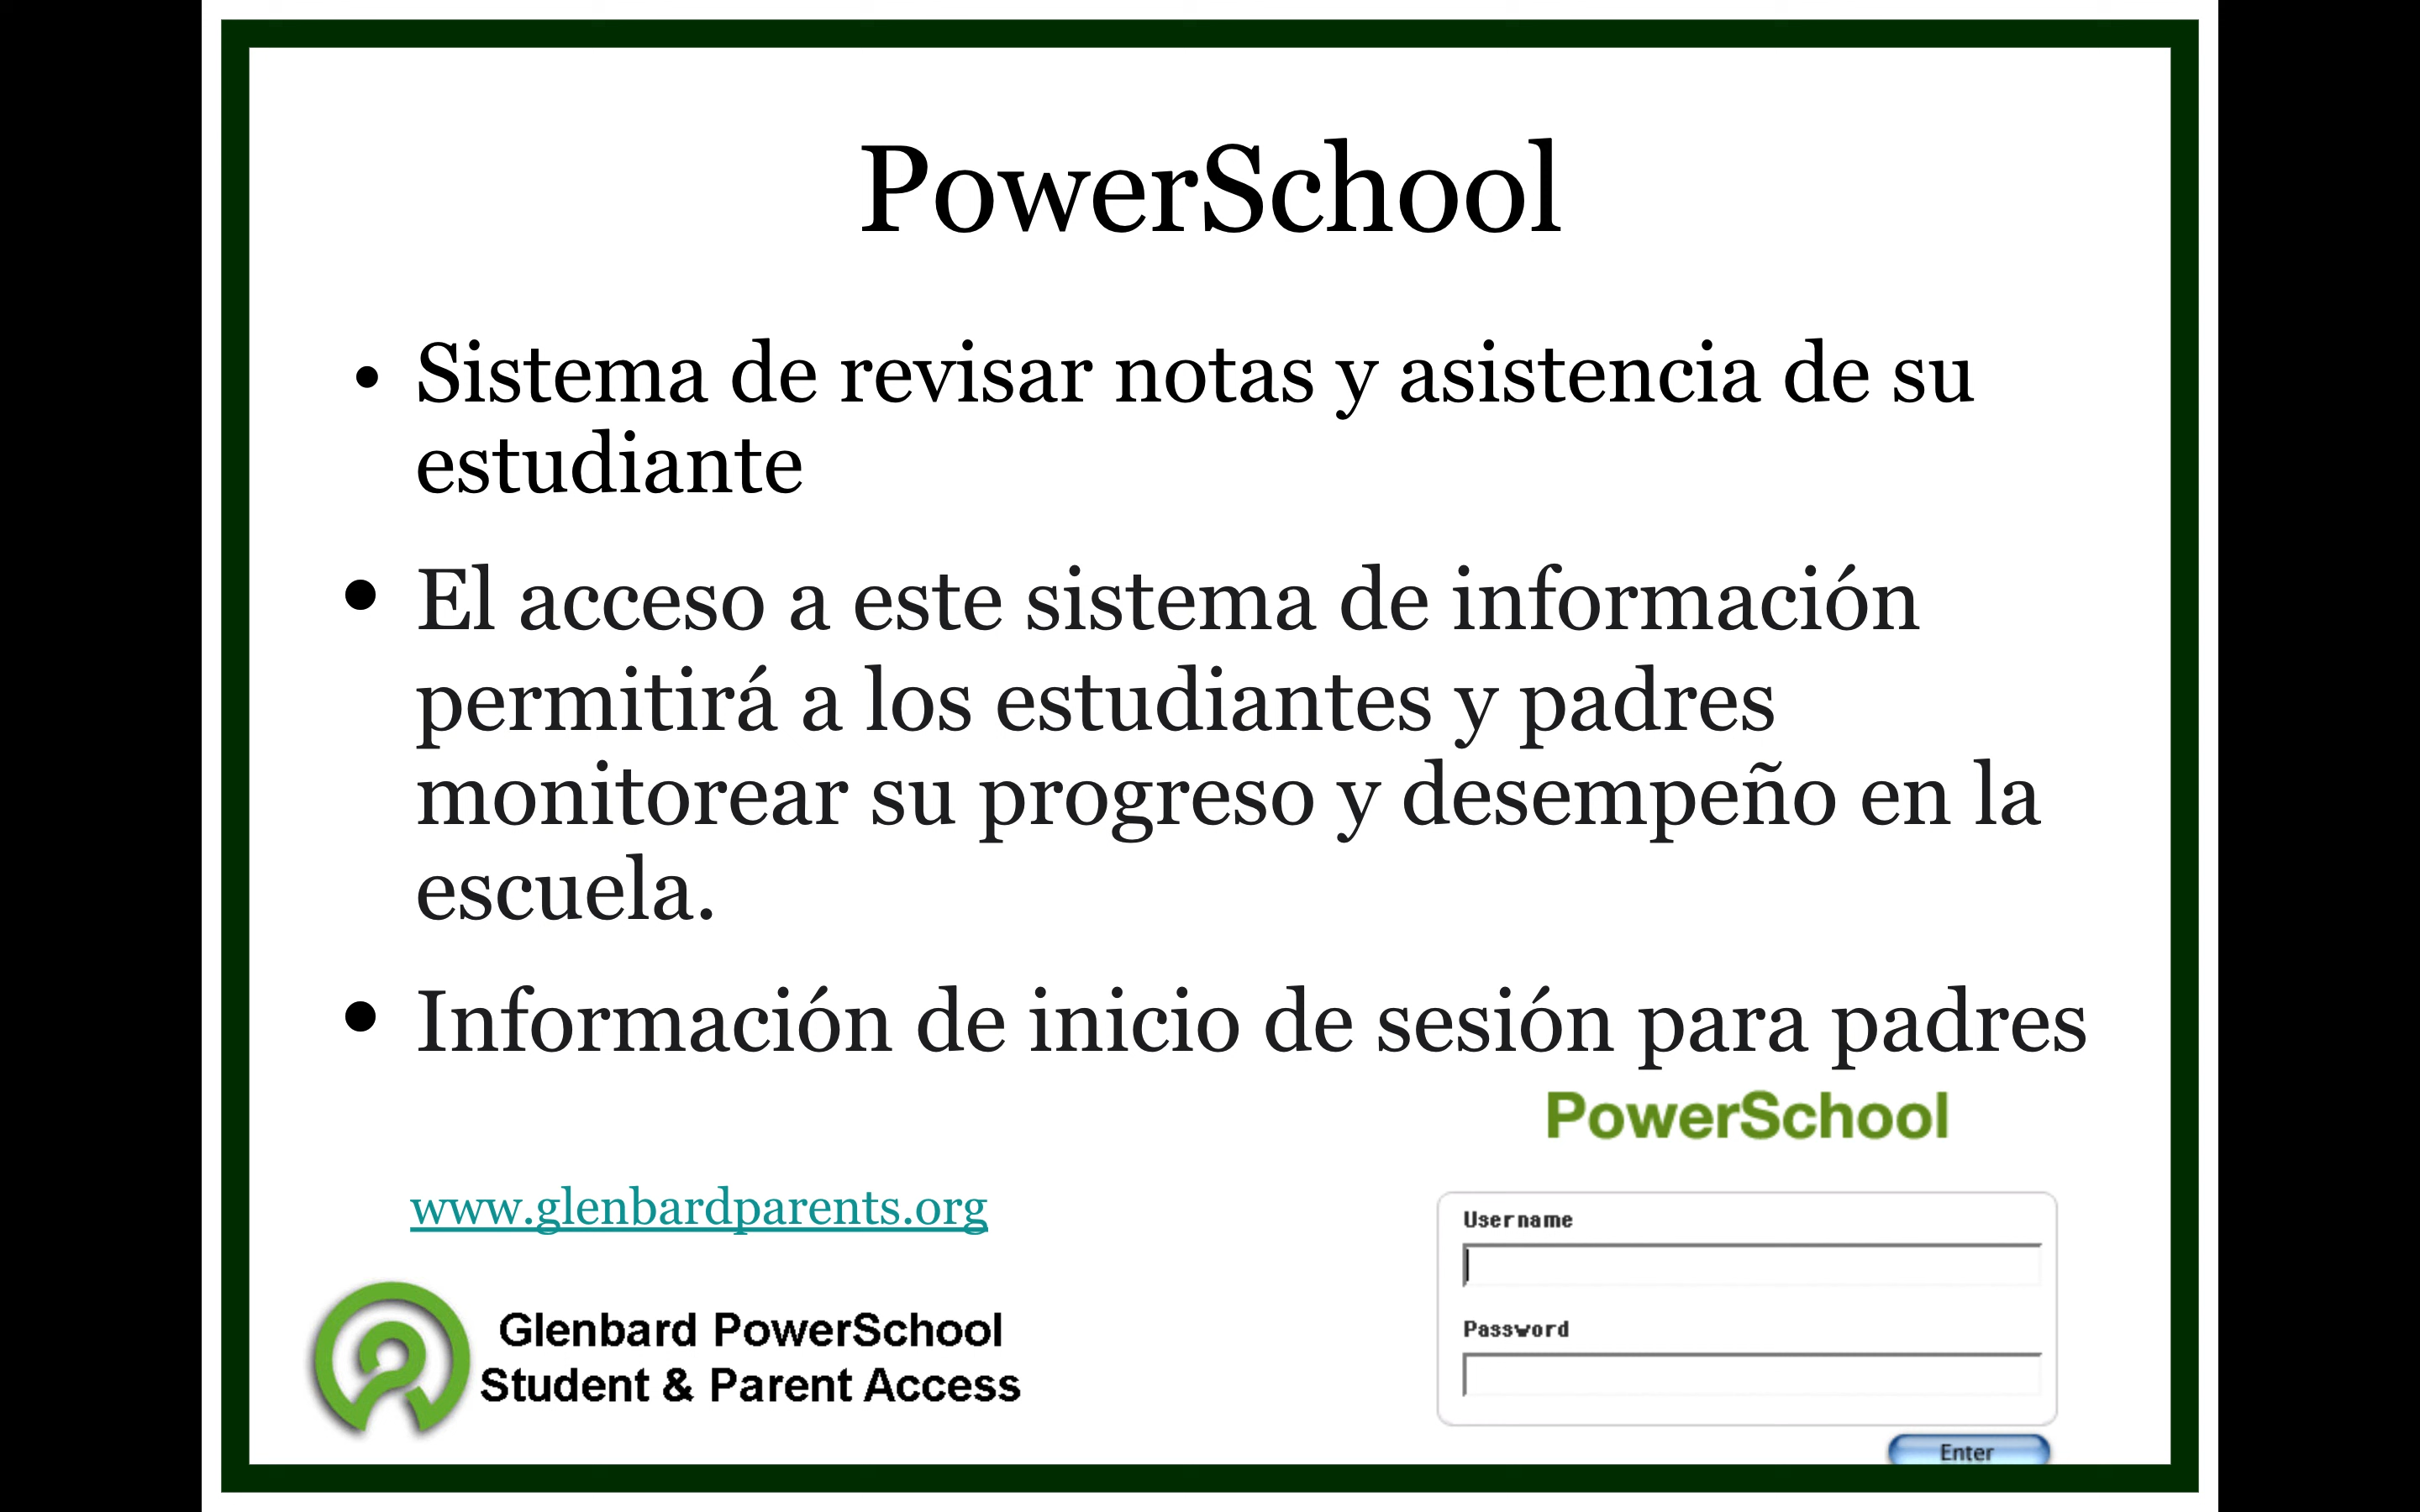 PowerSchool
• Sistema de revisar notas y asistencia de su
estudiante
• El acceso a este sistema de información
permitirá a los estudiantes y padres
monitorear su progreso y desempeño en la
escuela.
• Información de inicio de sesión para padres
PowerSchool
www.glenbardparents.org
Username
Glenbard PowerSchool
Student & Parent Access
Password
Enter